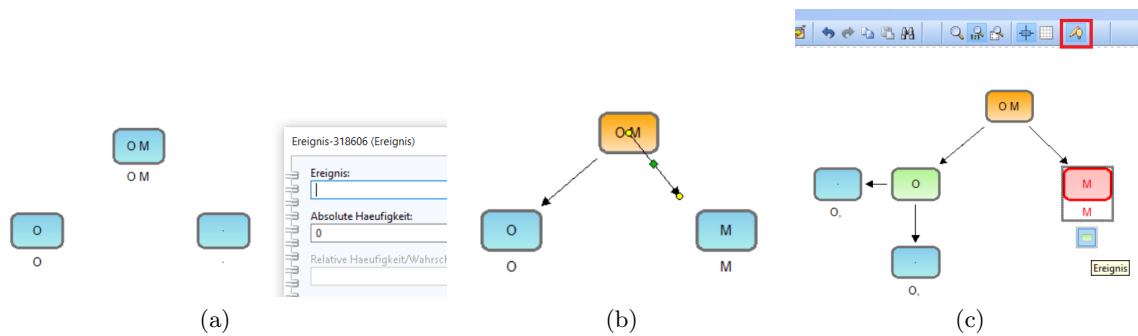 O M
O M
O
O
.
.
Ereignis-318606 (Ereignis)
Ereignis:
Absolute Haeufigkeit:
0
Relative Haeufigkeit/Wahrsch
(a)
O M
O
O
M
M
(b)
O M
.
O,
O
M
M
.
O,
Ereignis
(c)